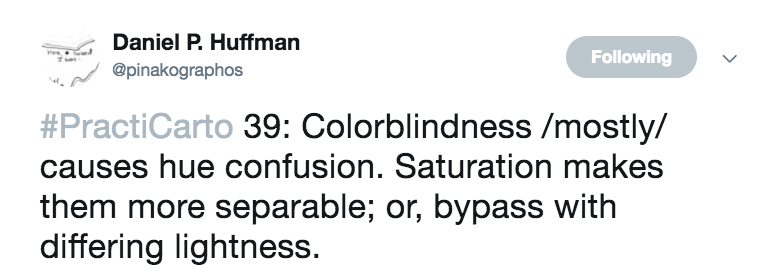 Daniel P. Huffman
@pinakographos
Following
#PractiCarto 39: Colorblindness /mostly/
causes hue confusion. Saturation makes
them more separable; or, bypass with
differing lightness.